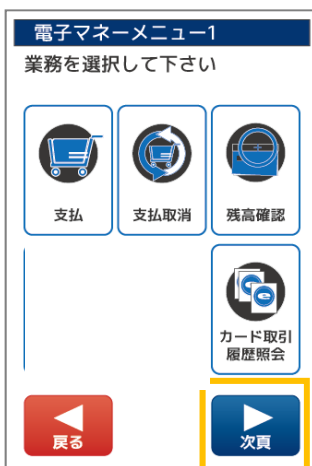 電子マネーメニュー1
業務を選択して下さい
支払
支払取消
残高確認
カード取引
履歴照会
戻る
次頁